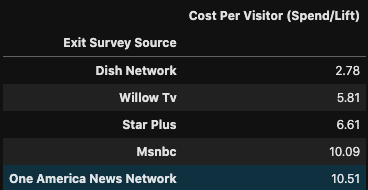 Cost Per Visitor (Spend/Lift)
Exit Survey Source
Dish Network 2.78
Willow Tv 5.81
Star Plus 6.61
Msnbc 10.09
One America News Network 10.51